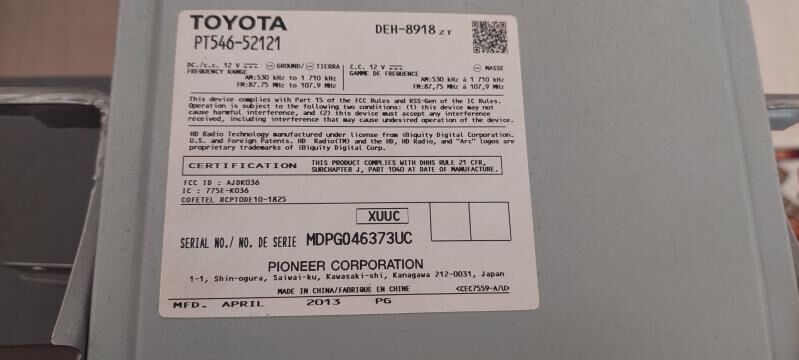 TOYOTA
DEH-8918 ZT
PT546-52121
DC./c.c. 12 V ⎓ ⊖ GROUND/⊖ TIERRA
FREQUENCY RANGE
AM:530 kHz to 1 710 kHz
FM:87.75 MHz to 107.9 MHz
C.C. 12 V ⎓ ⊖ MASSE
GAMME DE FREQUENCE
AM:530 kHz à 1 710 kHz
FM:87,75 MHz à 107,9 MHz
This device complies with Part 15 of the FCC Rules and RSS-Gen of the IC Rules.
Operation is subject to the following two conditions: (1) this device may not
cause harmful interference, and (2) this device must accept any interference
received, including interference that may cause undesired operation of the device.
HD Radio Technology manufactured under license from iBiquity Digital Corporation.
U.S. and Foreign Patents. HD Radio(TM) and the HD, HD Radio, and "Arc" logos are
proprietary trademarks of iBiquity Digital Corp.
CERTIFICATION
THIS PRODUCT COMPLIES WITH DHHS RULE 21 CFR,
SUBCHAPTER J, PART 1040 AT DATE OF MANUFACTURE.
FCC ID : AJDK036
IC : 775E-K036
COFETEL RCPTODE10-1825
XUUC
SERIAL NO./ NO. DE SERIE MDPG046373UC
PIONEER CORPORATION
1-1, Shin-ogura, Saiwai-ku, Kawasaki-shi, Kanagawa 212-0031, Japan
MADE IN CHINA/FABRIQUÉ EN CHINE <CEC7559-A/U>
MFD. APRIL 2013 PG